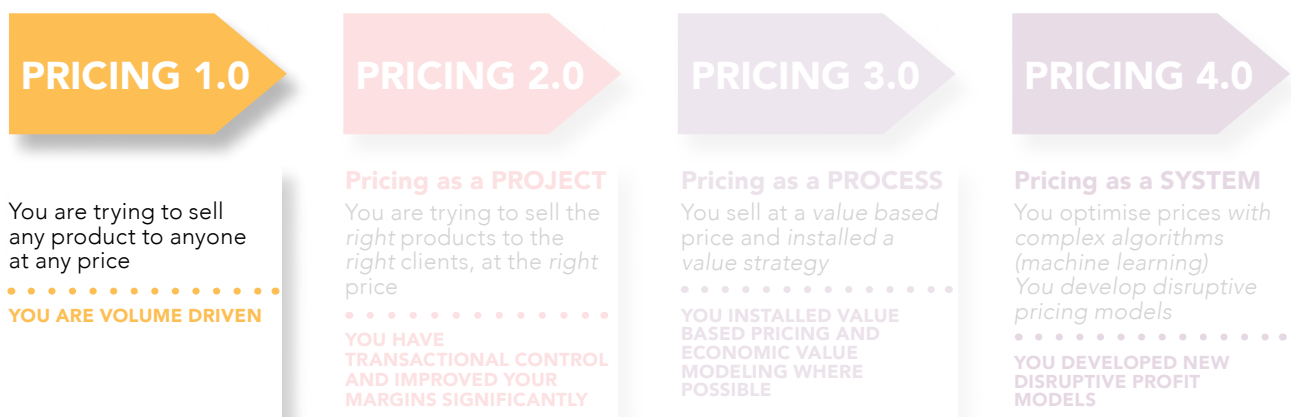 PRICING 1.0
You are trying to sell
any product to anyone
at any price
YOU ARE VOLUME DRIVEN
PRICING 2.0
Pricing as a PROJECT
You are trying to sell the
right products to the
right clients, at the right
price
YOU HAVE
TRANSACTIONAL CONTROL
AND IMPROVED YOUR
MARGINS SIGNIFICANTLY
PRICING 3.0
Pricing as a PROCESS
You sell at a value based
price and installed a
value strategy
YOU INSTALLED VALUE
BASED PRICING AND
ECONOMIC VALUE
MODELING WHERE
POSSIBLE
PRICING 4.0
Pricing as a SYSTEM
You optimise prices with
complex algorithms
(machine learning)
You develop disruptive
pricing models
YOU DEVELOPED NEW
DISRUPTIVE PROFIT
MODELS